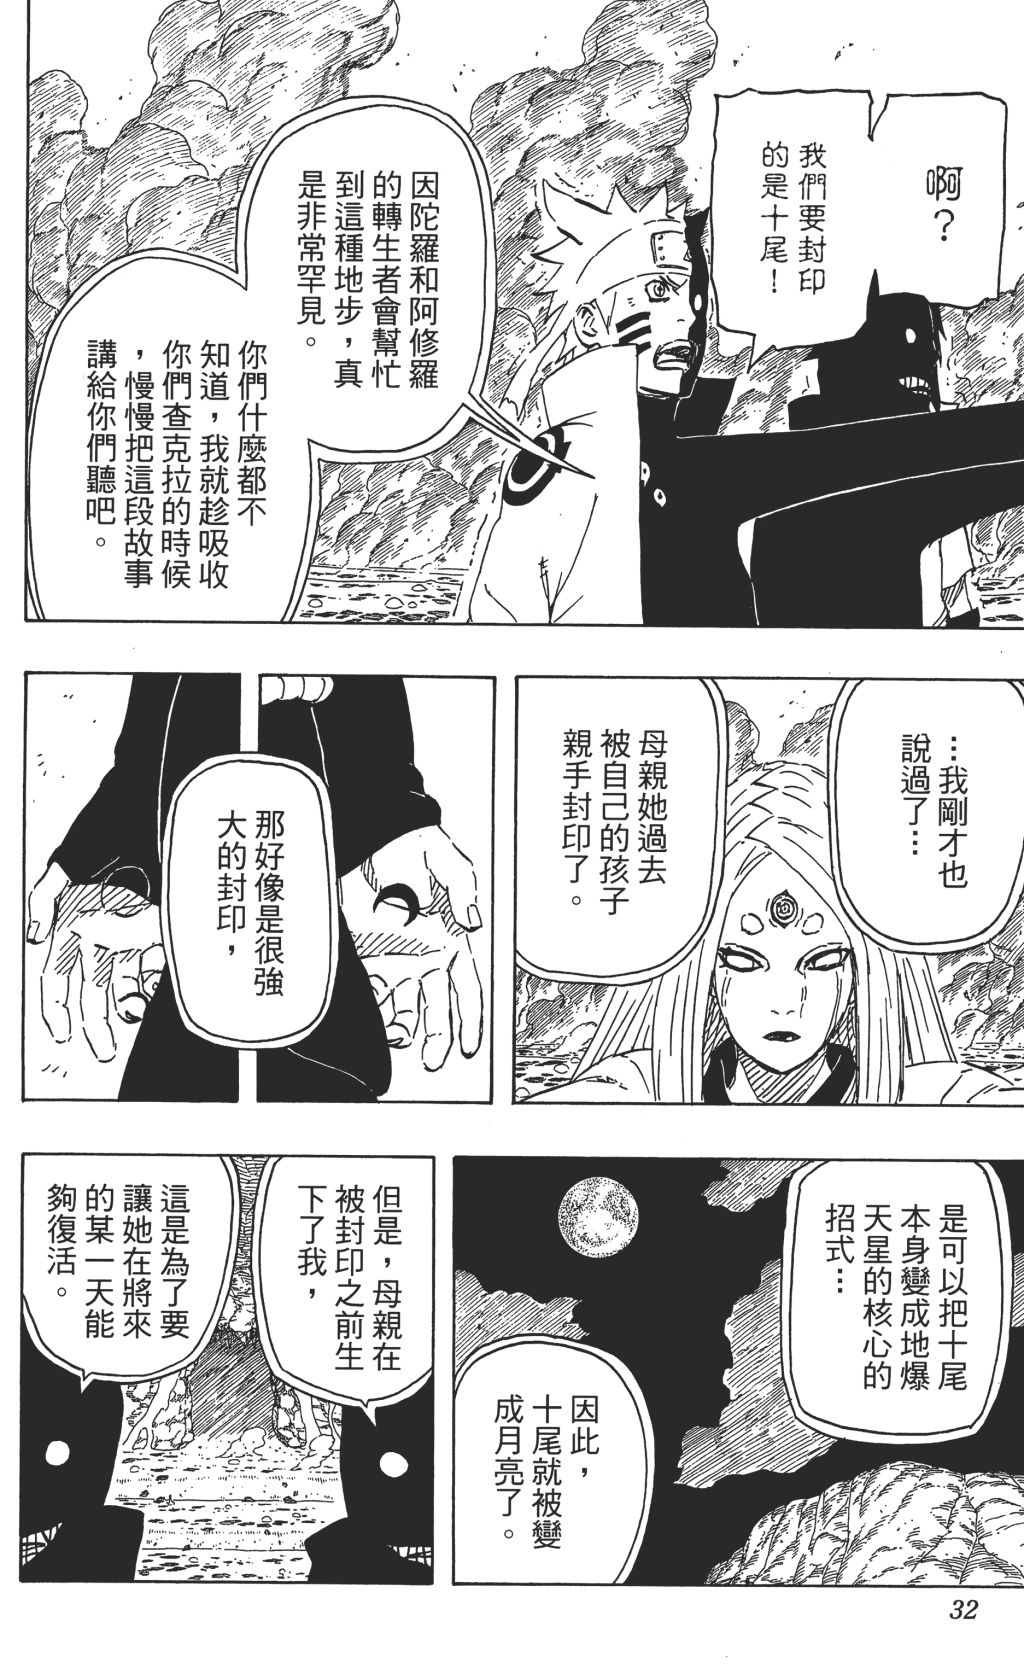 啊？
我們要封印
的是十尾！
因陀羅和阿修羅
的轉生者會幫忙
到這種地步，真
是非常罕見。
你們什麼都不
知道，我就趁吸收
你們查克拉的時候
，慢慢把這段故事
講給你們聽吧。
…我剛才也
說過了…
母親她過去
被自己的孩子
親手封印了。
那好像是很強
大的封印，
是可以把十尾
本身變成地爆
天星的核心的
招式…
因此，
十尾就被變
成月亮了。
但是，母親在
被封印之前生
下了我，
這是為了要
讓她在將來
的某一天能
夠復活。
32